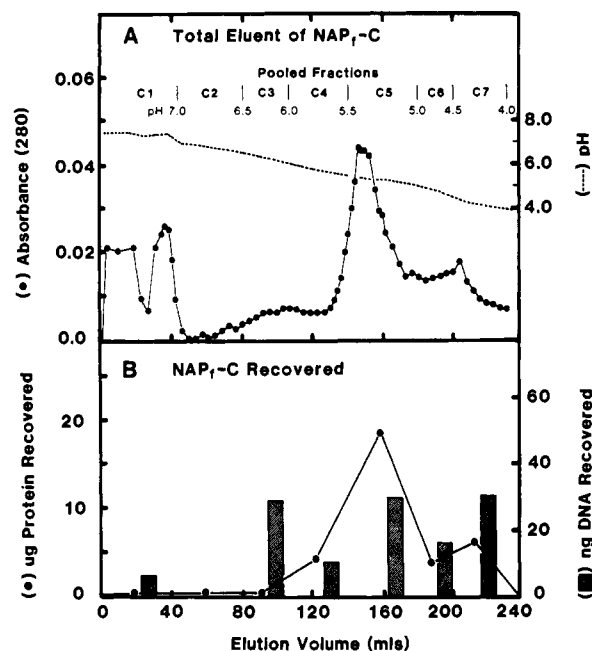 A Total Eluent of NAPf-C
Pooled Fractions
C1 | C2 | C3 | C4 | C5 | C6 | C7 |
pH 7.0 6.5 6.0 5.5 5.0 4.5 4.0
0.06
0.04
0.02
0.0
(●) Absorbance (280)
8.0
6.0
4.0
(----) pH
B NAPf-C Recovered
20
10
0
(●) ug Protein Recovered
60
40
20
0
(■) ng DNA Recovered
0 40 80 120 160 200 240
Elution Volume (mls)